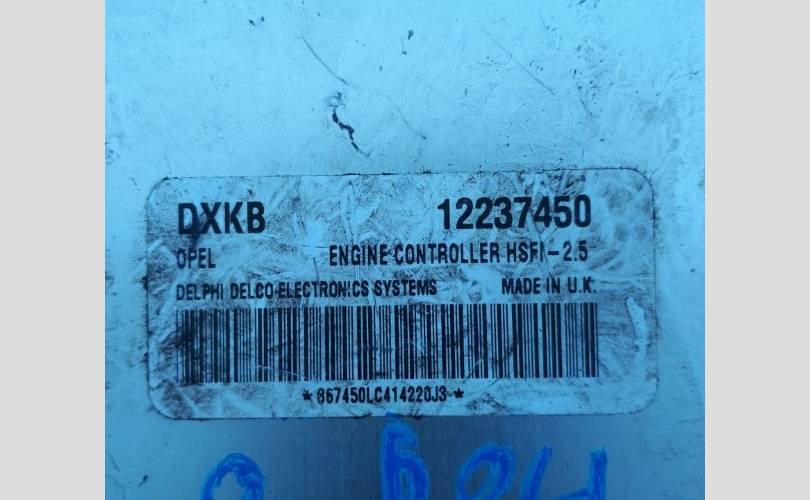 DXKB 12237450
OPEL ENGINE CONTROLLER HSFI-2.5
DELPHI DELCO ELECTRONICS SYSTEMS MADE IN U.K.
*867450LC414220J3*